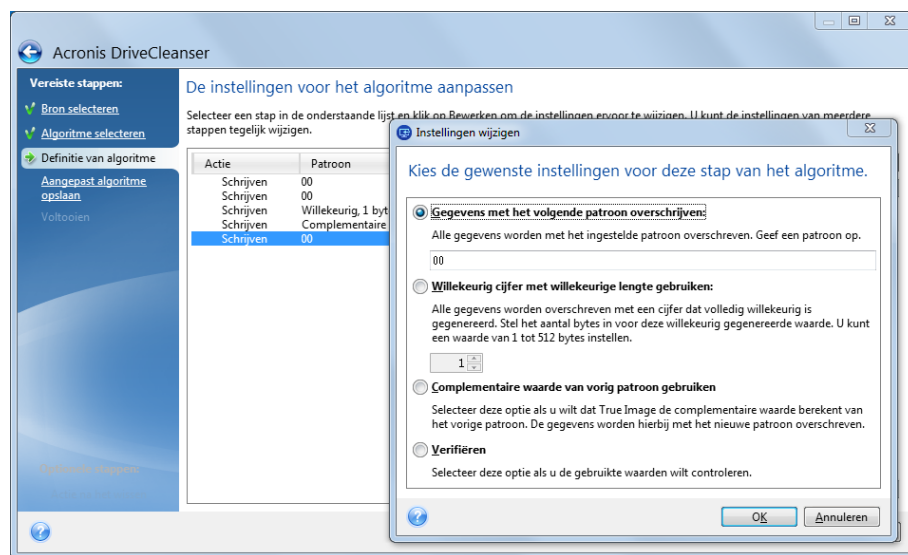 Acronis DriveCleanser
Vereiste stappen:
Bron selecteren
Algoritme selecteren
Definitie van algoritme
Aangepast algoritme
opslaan
Voltooien
De instellingen voor het algoritme aanpassen
Selecteer een stap in de onderstaande lijst en klik op Bewerken om de instellingen ervoor te wijzigen. U kunt de instellingen van meerdere
stappen tegelijk wijzigen.
Actie Patroon
Schrijven 00
Schrijven 00
Schrijven Willekeurig, 1 byt
Schrijven Complementaire
Schrijven 00
Instellingen wijzigen
Kies de gewenste instellingen voor deze stap van het algoritme.
Gegevens met het volgende patroon overschrijven:
Alle gegevens worden met het ingestelde patroon overschreven. Geef een patroon op.
00
Willekeurig cijfer met willekeurige lengte gebruiken:
Alle gegevens worden overschreven met een cijfer dat volledig willekeurig is
gegenereerd. Stel het aantal bytes in voor deze willekeurig gegenereerde waarde. U kunt
een waarde van 1 tot 512 bytes instellen.
1
Complementaire waarde van vorig patroon gebruiken
Selecteer deze optie als u wilt dat True Image de complementaire waarde berekent van
het vorige patroon. De gegevens worden hierbij met het nieuwe patroon overschreven.
Verifiëren
Selecteer deze optie als u de gebruikte waarden wilt controleren.
OK Annuleren